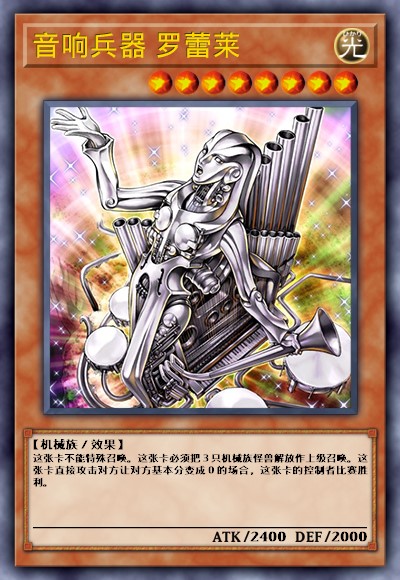 音响兵器 罗蕾莱
光
【机械族／效果】
这张卡不能特殊召唤。这张卡必须把３只机械族怪兽解放作上级召唤。这
张卡直接攻击对方让对方基本分变成０的场合，这张卡的控制者比赛胜
利。
ATK/2400 DEF/2000